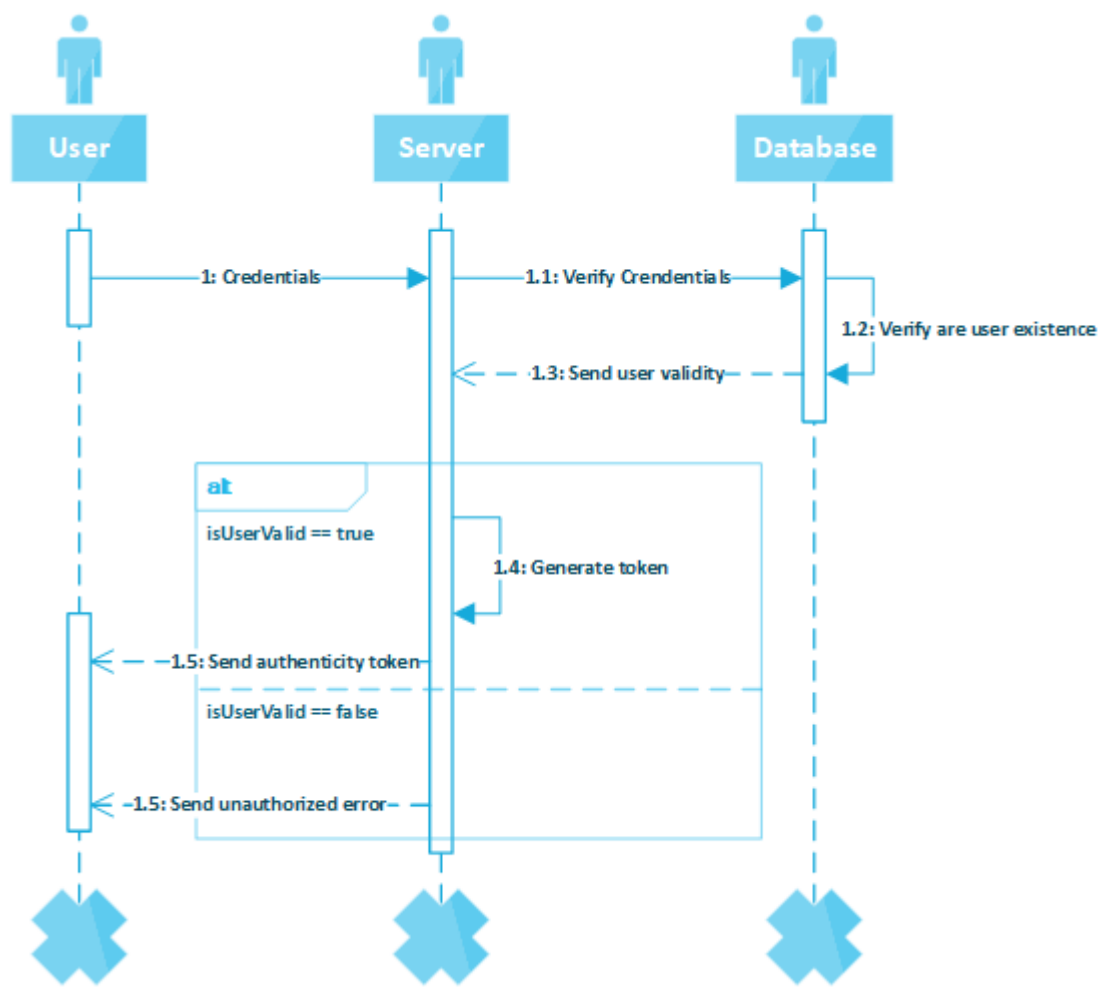 User
Server
Database
1: Credentials
1.1: Verify Crendentials
1.2: Verify are user existence
1.3: Send user validity
alt
isUserValid == true
1.4: Generate token
1.5: Send authenticity token
isUserValid == false
1.5: Send unauthorized error